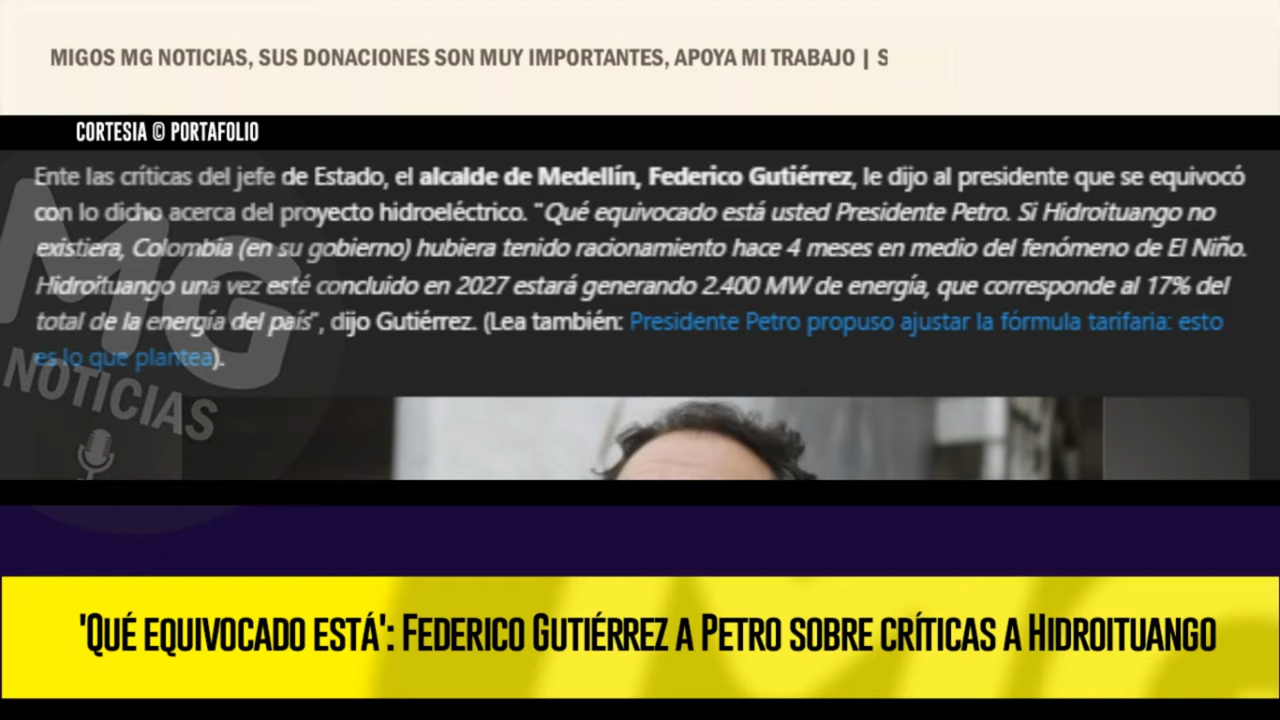 MIGOS MG NOTICIAS, SUS DONACIONES SON MUY IMPORTANTES, APOYA MI TRABAJO | S
CORTESIA © PORTAFOLIO
Ente las críticas del jefe de Estado, el alcalde de Medellín, Federico Gutiérrez, le dijo al presidente que se equivocó
con lo dicho acerca del proyecto hidroeléctrico. "Qué equivocado está usted Presidente Petro. Si Hidroituango no
existiera, Colombia (en su gobierno) hubiera tenido racionamiento hace 4 meses en medio del fenómeno de El Niño.
Hidroituango una vez esté concluido en 2027 estará generando 2.400 MW de energía, que corresponde al 17% del
total de la energía del país", dijo Gutiérrez. (Lea también: Presidente Petro propuso ajustar la fórmula tarifaria: esto
es lo que plantea).
MG
NOTICIAS
'QUÉ EQUIVOCADO ESTÁ': FEDERICO GUTIÉRREZ A PETRO SOBRE CRÍTICAS A HIDROITUANGO